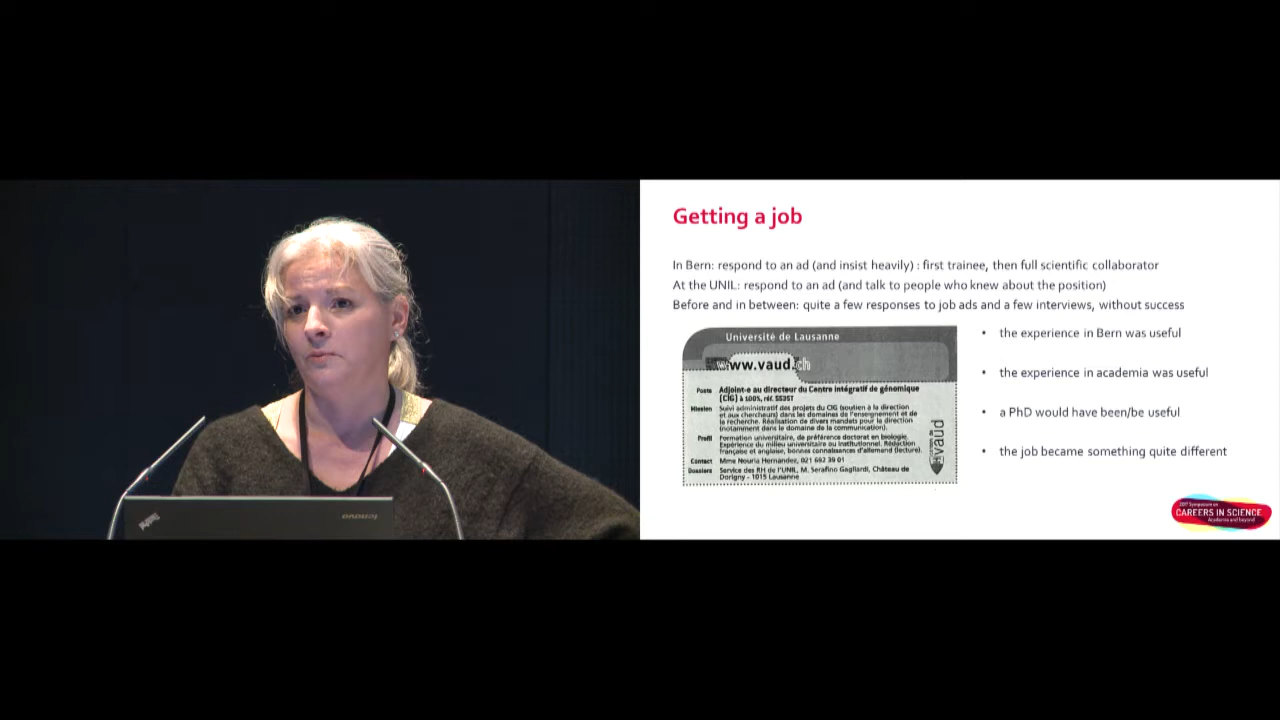 Getting a job
In Bern: respond to an ad (and insist heavily) : first trainee, then full scientific collaborator
At the UNIL: respond to an ad (and talk to people who knew about the position)
Before and in between: quite a few responses to job ads and a few interviews, without success
Université de Lausanne
www.vaud.ch
Poste Adjoint·e au directeur du Centre intégratif de génomique
(CIG) à 100%, réf. 5535T
Mission Suivi administratif des projets du CIG (soutien à la direction
et aux chercheurs) dans les domaines de l'enseignement et de
la recherche. Réalisation de divers mandats pour la direction
(notamment dans le domaine de la communication).
Profil Formation universitaire, de préférence doctorat en biologie.
Expérience du milieu universitaire ou institutionnel. Rédaction
française et anglaise, bonnes connaissances d'allemand (lecture).
Contact Mme Nouria Hernandez, 021 692 39 01
Dossiers Service des RH de l'UNIL, M. Serafino Gagliardi, Château de
Dorigny - 1015 Lausanne
vaud
• the experience in Bern was useful
• the experience in academia was useful
• a PhD would have been/be useful
• the job became something quite different
2017 Symposium on
CAREERS IN SCIENCE
Academia and beyond
lenovo